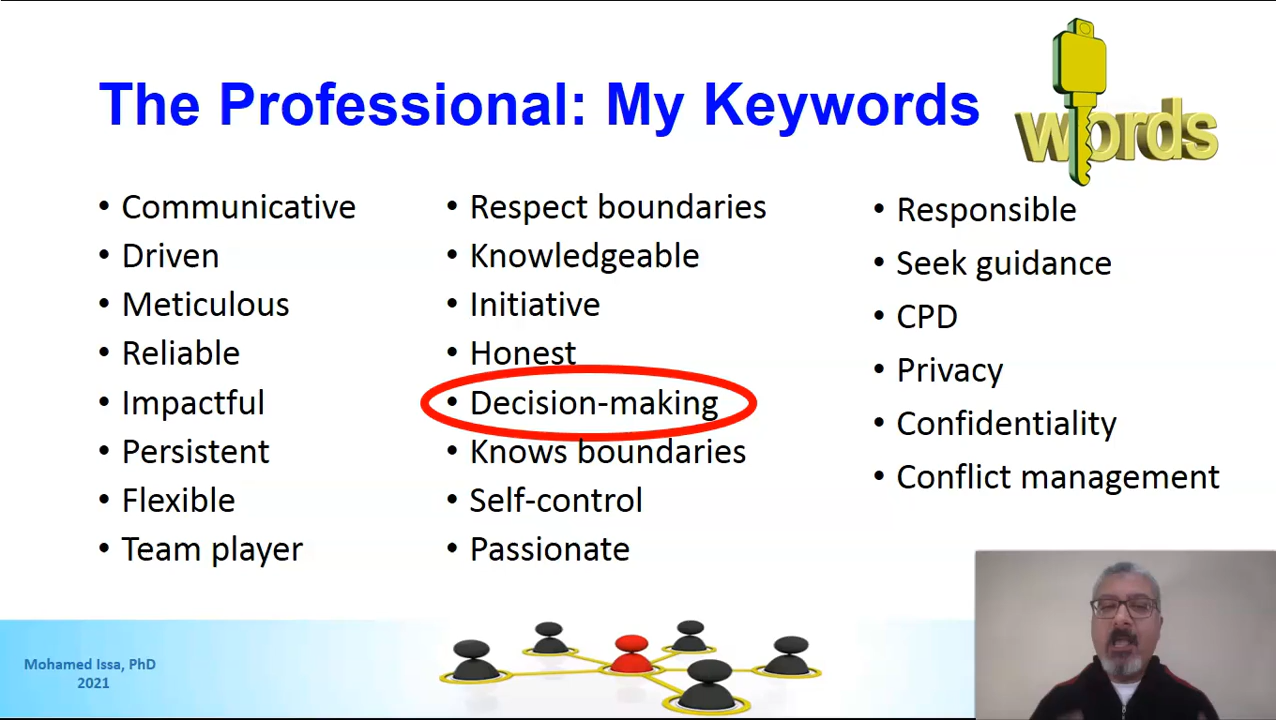 The Professional: My Keywords
words
• Communicative
• Driven
• Meticulous
• Reliable
• Impactful
• Persistent
• Flexible
• Team player
• Respect boundaries
• Knowledgeable
• Initiative
• Honest
• Decision-making
• Knows boundaries
• Self-control
• Passionate
• Responsible
• Seek guidance
• CPD
• Privacy
• Confidentiality
• Conflict management
Mohamed Issa, PhD
2021